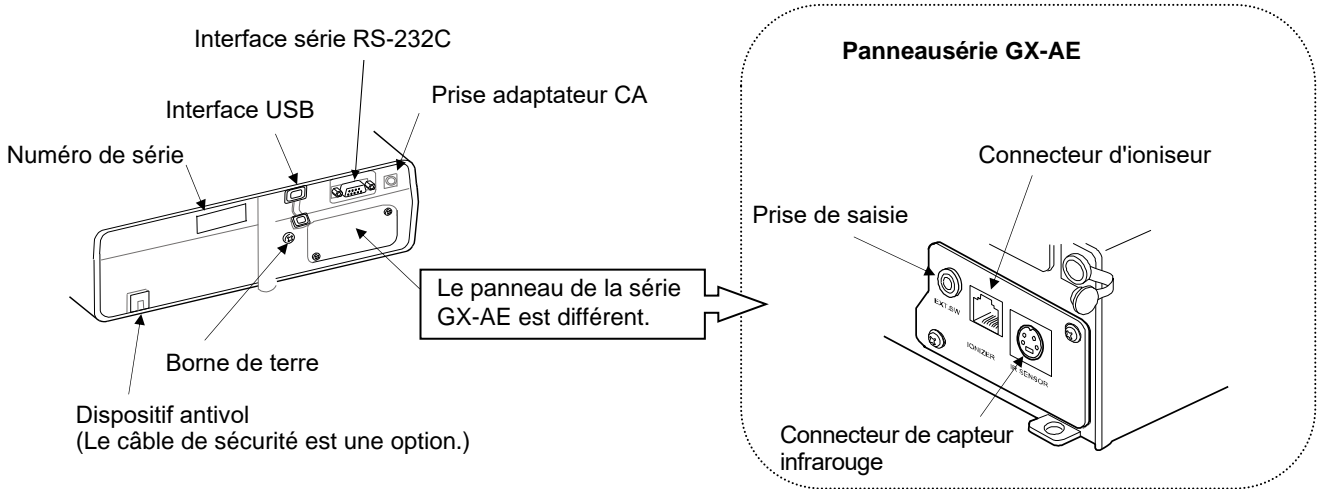 Interface série RS-232C
Prise adaptateur CA
Interface USB
Numéro de série
Le panneau de la série
GX-AE est différent.
Borne de terre
Dispositif antivol
(Le câble de sécurité est une option.)
Panneausérie GX-AE
Connecteur d'ioniseur
Prise de saisie
EXT.SW
IONIZER
IR SENSOR
Connecteur de capteur
infrarouge